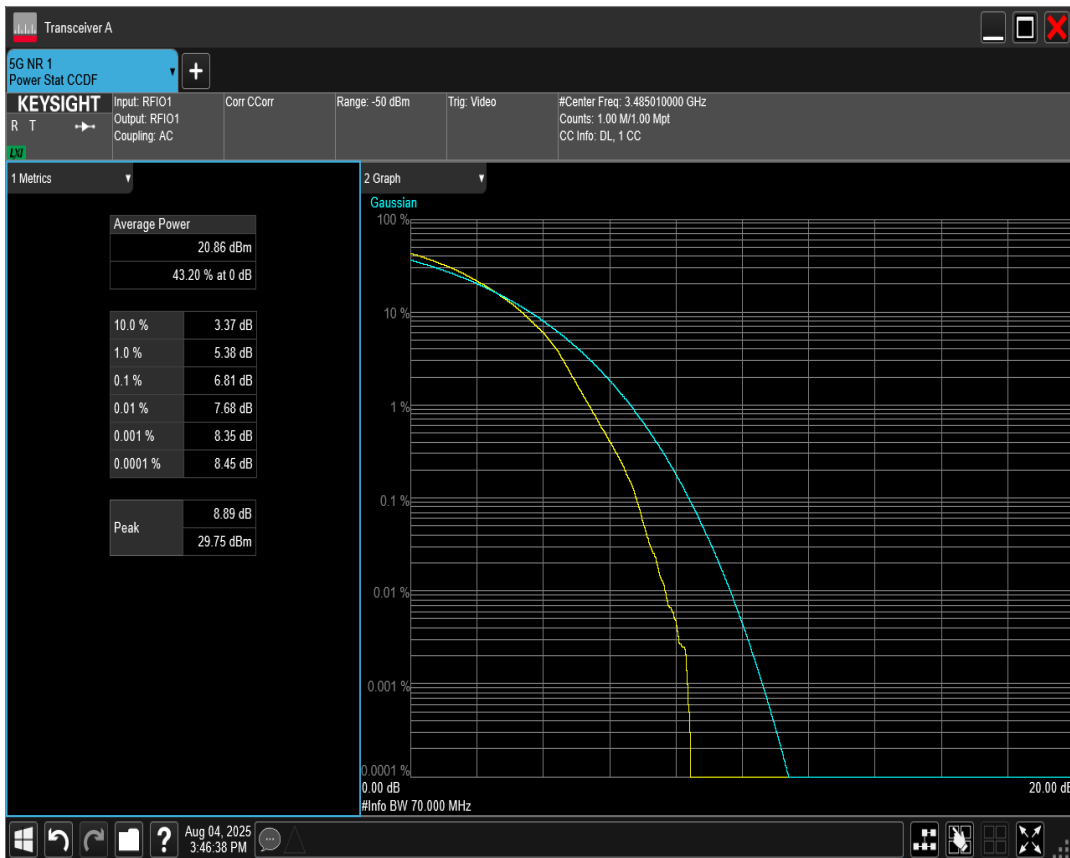 Transceiver A
5G NR 1
Power Stat CCDF
+
KEYSIGHT
R T
LXI
Input: RFIO1
Output: RFIO1
Coupling: AC
Corr CCorr
Range: -50 dBm
Trig: Video
#Center Freq: 3.485010000 GHz
Counts: 1.00 M/1.00 Mpt
CC Info: DL, 1 CC
1 Metrics
Average Power
20.86 dBm
43.20 % at 0 dB
10.0 % 3.37 dB
1.0 % 5.38 dB
0.1 % 6.81 dB
0.01 % 7.68 dB
0.001 % 8.35 dB
0.0001 % 8.45 dB
Peak
8.89 dB
29.75 dBm
2 Graph
Gaussian
100 %
10 %
1 %
0.1 %
0.01 %
0.001 %
0.0001 %
0.00 dB
20.00 dB
#Info BW 70.000 MHz
?
Aug 04, 2025
3:46:38 PM